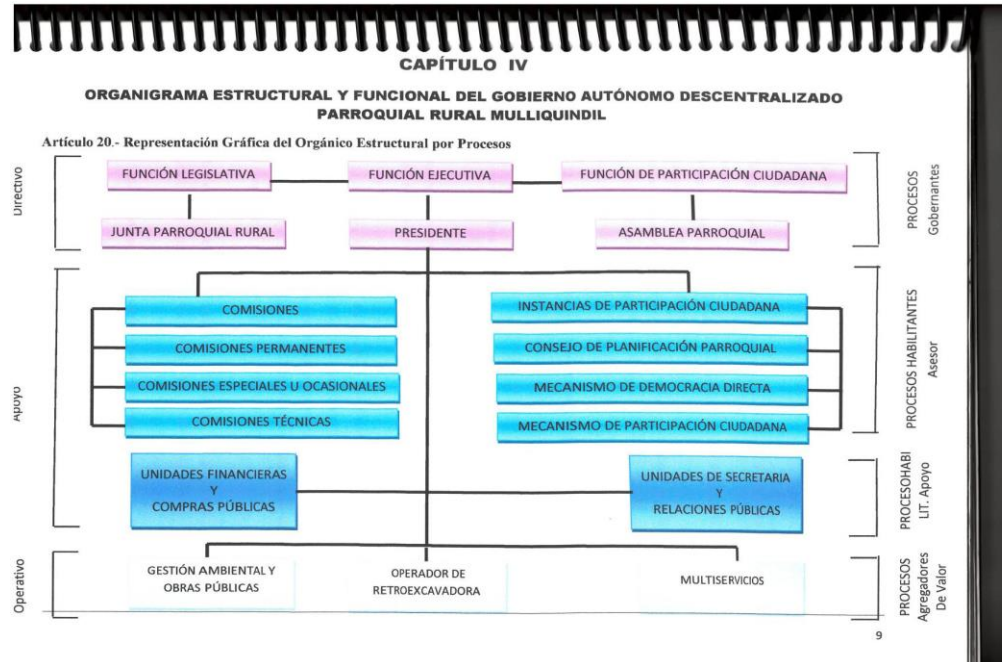 CAPÍTULO IV
ORGANIGRAMA ESTRUCTURAL Y FUNCIONAL DEL GOBIERNO AUTÓNOMO DESCENTRALIZADO
PARROQUIAL RURAL MULLIQUINDIL
Artículo 20.- Representación Gráfica del Orgánico Estructural por Procesos
Directivo
FUNCIÓN LEGISLATIVA
FUNCIÓN EJECUTIVA
FUNCIÓN DE PARTICIPACIÓN CIUDADANA
JUNTA PARROQUIAL RURAL
PRESIDENTE
ASAMBLEA PARROQUIAL
PROCESOS
Gobernantes
Apoyo
COMISIONES
COMISIONES PERMANENTES
COMISIONES ESPECIALES U OCASIONALES
COMISIONES TÉCNICAS
INSTANCIAS DE PARTICIPACIÓN CIUDADANA
CONSEJO DE PLANIFICACIÓN PARROQUIAL
MECANISMO DE DEMOCRACIA DIRECTA
MECANISMO DE PARTICIPACIÓN CIUDADANA
PROCESOS HABILITANTES
Asesor
UNIDADES FINANCIERAS
Y
COMPRAS PÚBLICAS
UNIDADES DE SECRETARIA
Y
RELACIONES PÚBLICAS
PROCESOHABI
LIT. Apoyo
Operativo
GESTIÓN AMBIENTAL Y
OBRAS PÚBLICAS
OPERADOR DE
RETROEXCAVADORA
MULTISERVICIOS
PROCESOS
Agregadores
De Valor
9